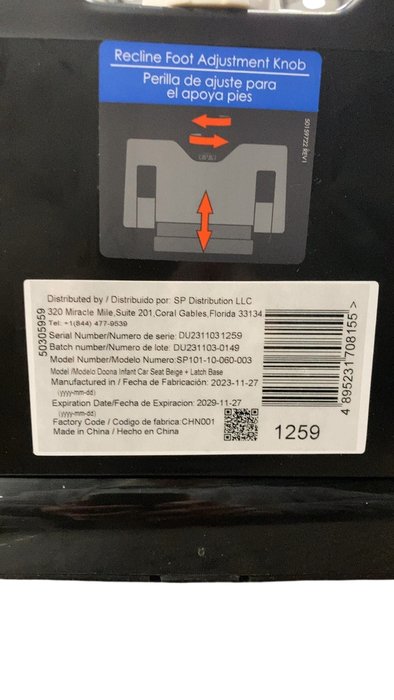 Recline Foot Adjustment Knob
Perilla de ajuste para
el apoya pies
50159722 REV1
50305959
Distributed by / Distribuido por: SP Distribution LLC
320 Miracle Mile,Suite 201,Coral Gables,Florida 33134
Tel: +1(844) 477-9539
Serial Number/Numero de serie: DU2311031259
Batch number/Numero de lote: DU231103-0149
Model Number/Modelo Numero:SP101-10-060-003
Model /Modelo Doona Infant Car Seat Beige + Latch Base
Manufactured in / Fecha de Fabricación: 2023-11-27
(yyyy-mm-dd)
Expiration Date/Fecha de Expiracion: 2029-11-27
(yyyy-mm-dd)
Factory Code / Codigo de fabrica:CHN001
Made in China / Hecho en China
1259
4 895231 708155 >